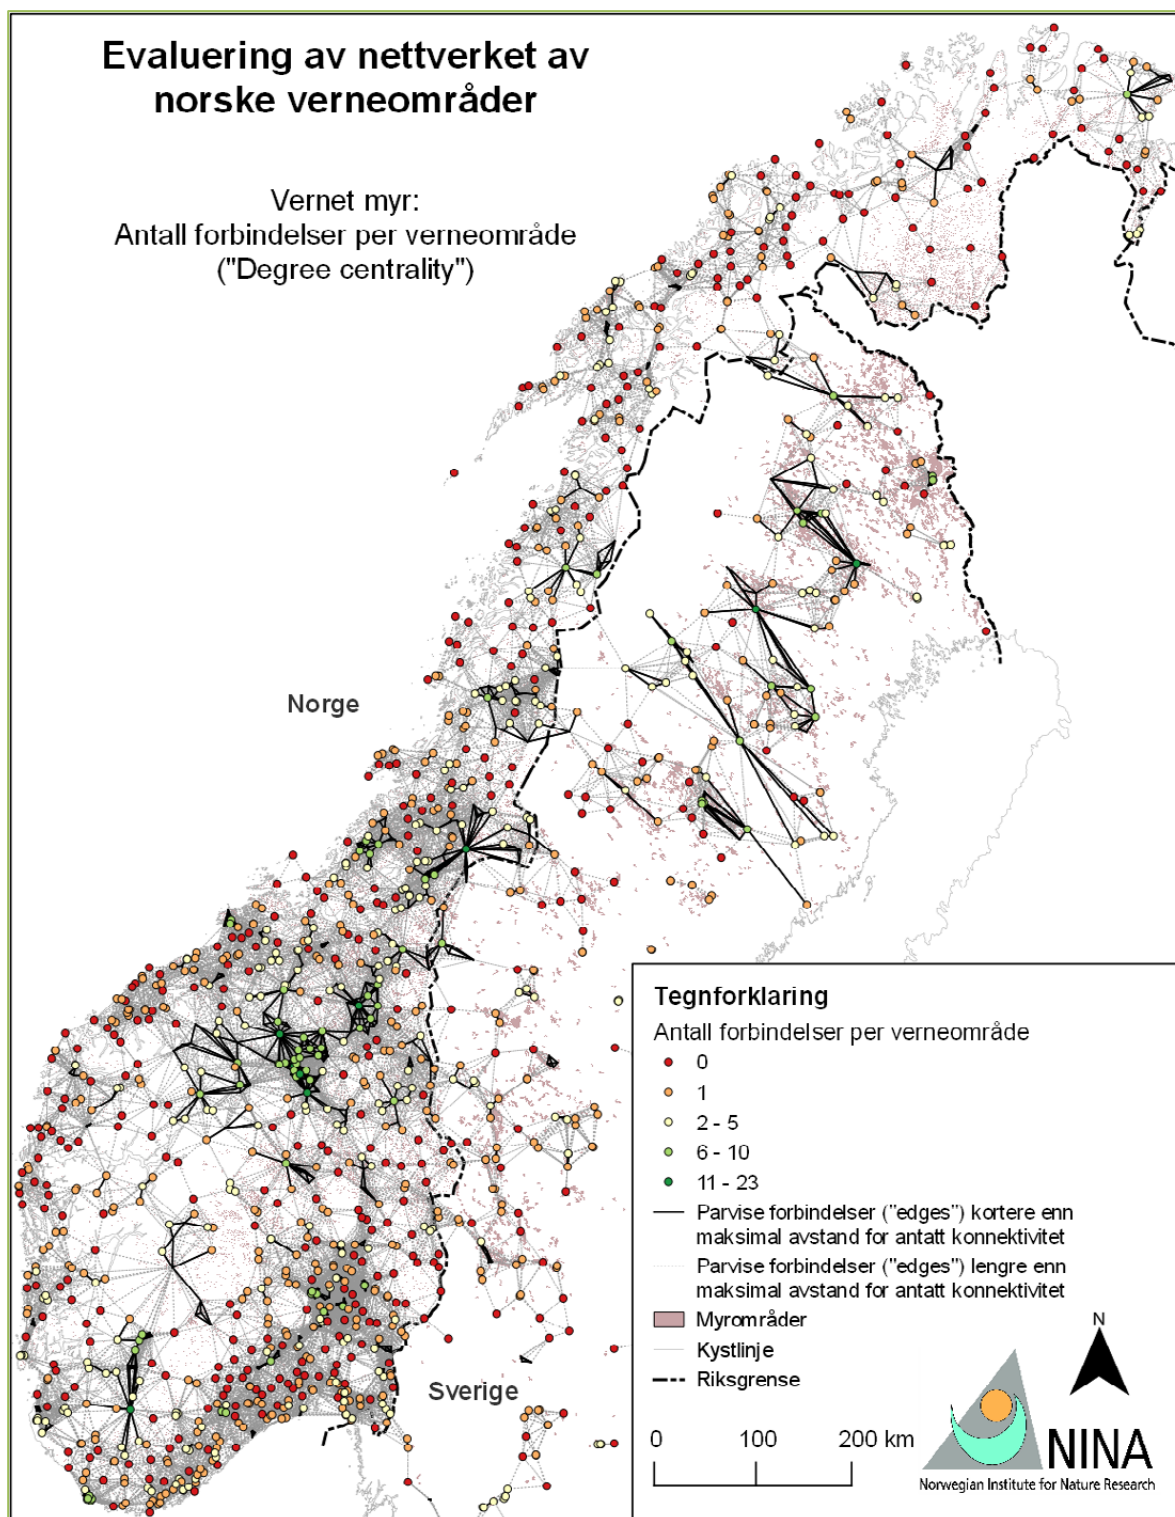 Evaluering av nettverket av
norske verneområder
Vernet myr:
Antall forbindelser per verneområde
("Degree centrality")
Norge
Sverige
Tegnforklaring
Antall forbindelser per verneområde
0
1
2 - 5
6 - 10
11 - 23
Parvise forbindelser ("edges") kortere enn
maksimal avstand for antatt konnektivitet
Parvise forbindelser ("edges") lengre enn
maksimal avstand for antatt konnektivitet
Myrområder
Kystlinje
Riksgrense
N
0 100 200 km
NINA
Norwegian Institute for Nature Research